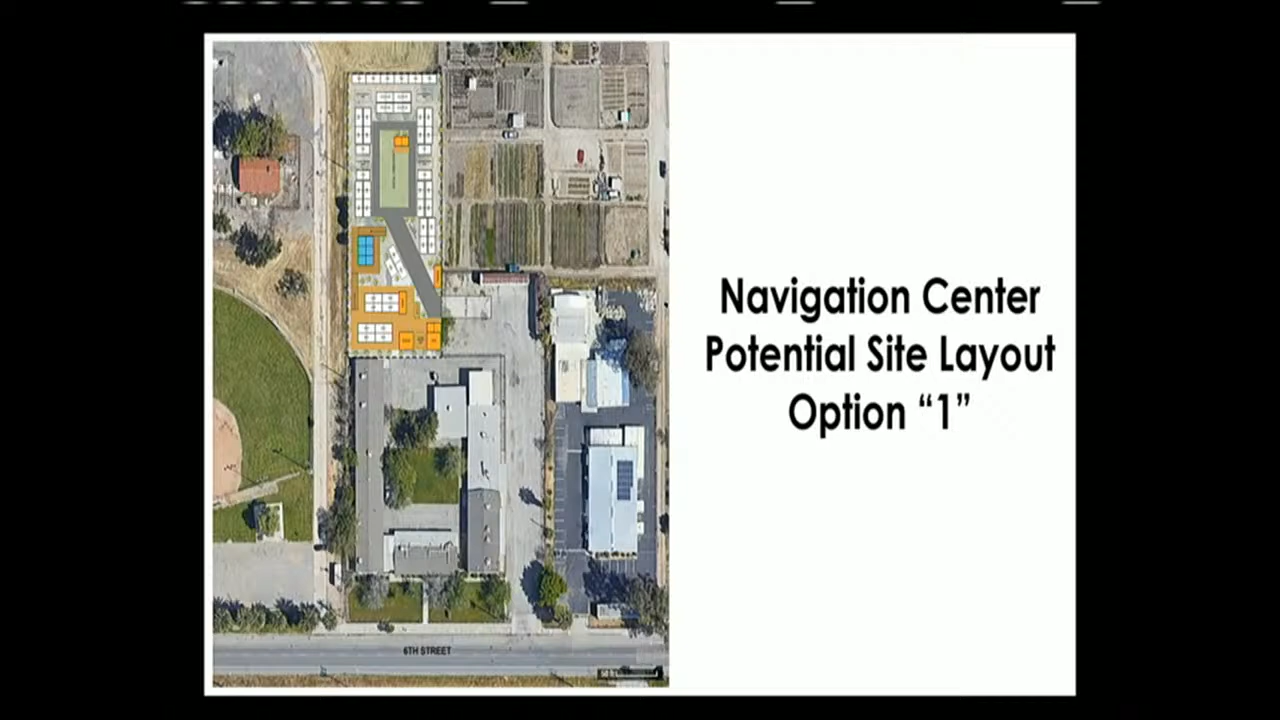 Navigation Center
Potential Site Layout
Option “1”
6TH STREET